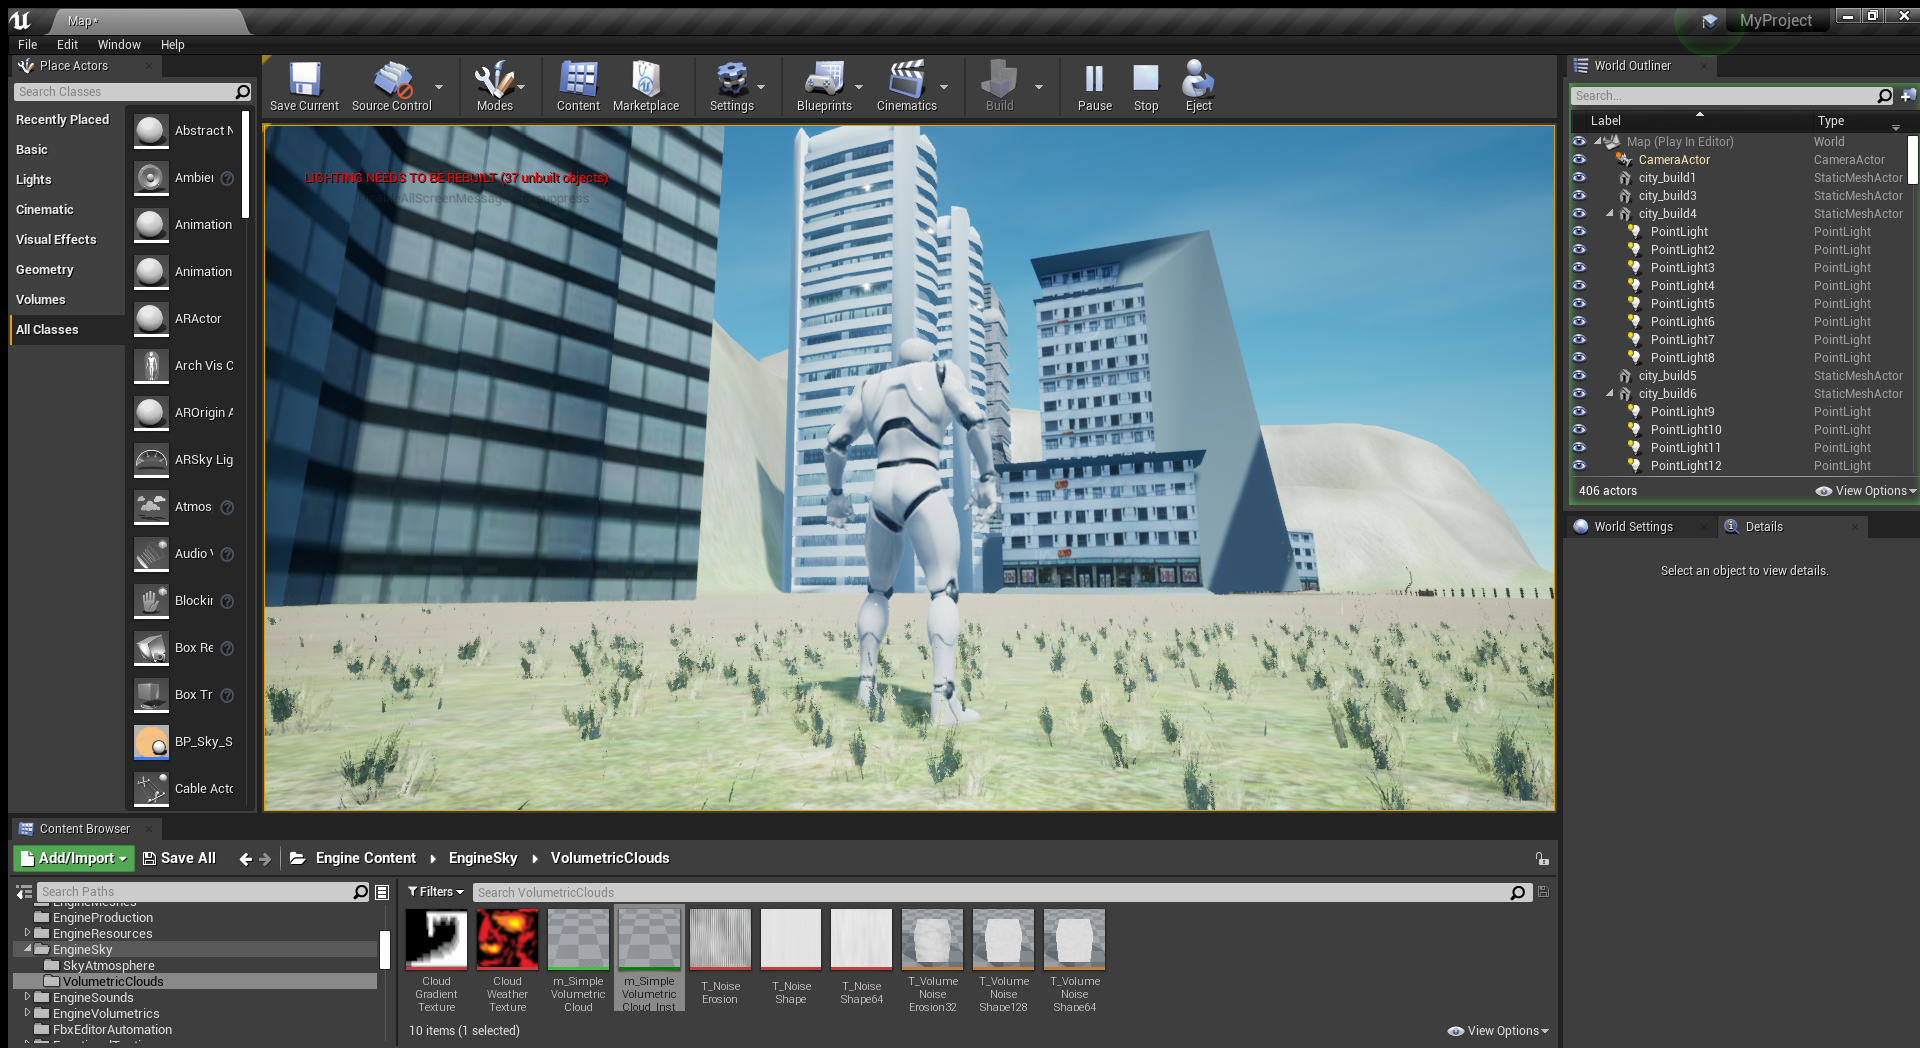 Map*
MyProject
File Edit Window Help
Place Actors
Search Classes
Recently Placed
Basic
Lights
Cinematic
Visual Effects
Geometry
Volumes
All Classes
Abstract N
Ambier
Animation
Animation
ARActor
Arch Vis C
AROrigin A
ARSky Lig
Atmos
Audio V
Blockir
Box Re
Box Tr
BP_Sky_S
Cable Actc
Save Current
Source Control
Modes
Content
Marketplace
Settings
Blueprints
Cinematics
Build
Pause
Stop
Eject
LIGHTING NEEDS TO BE REBUILT (37 unbuilt objects)
World Outliner
Search...
Label Type
Map (Play In Editor) World
CameraActor CameraActor
city_build1 StaticMeshActor
city_build3 StaticMeshActor
city_build4 StaticMeshActor
PointLight PointLight
PointLight2 PointLight
PointLight3 PointLight
PointLight4 PointLight
PointLight5 PointLight
PointLight6 PointLight
PointLight7 PointLight
PointLight8 PointLight
city_build5 StaticMeshActor
city_build6 StaticMeshActor
PointLight9 PointLight
PointLight10 PointLight
PointLight11 PointLight
PointLight12 PointLight
406 actors View Options
World Settings Details
Select an object to view details.
Content Browser
Add/Import Save All Engine Content EngineSky VolumetricClouds
Search Paths
EngineMeshes
EngineProduction
EngineResources
EngineSky
SkyAtmosphere
VolumetricClouds
EngineSounds
EngineVolumetrics
FbxEditorAutomation
Filters Search VolumetricClouds
Cloud
Gradient
Texture
Cloud
Weather
Texture
m_Simple
Volumetric
Cloud
m_Simple
Volumetric
Cloud_Inst
T_Noise
Erosion
T_Noise
Shape
T_Noise
Shape64
T_Volume
Noise
Erosion32
T_Volume
Noise
Shape128
T_Volume
Noise
Shape64
10 items (1 selected) View Options